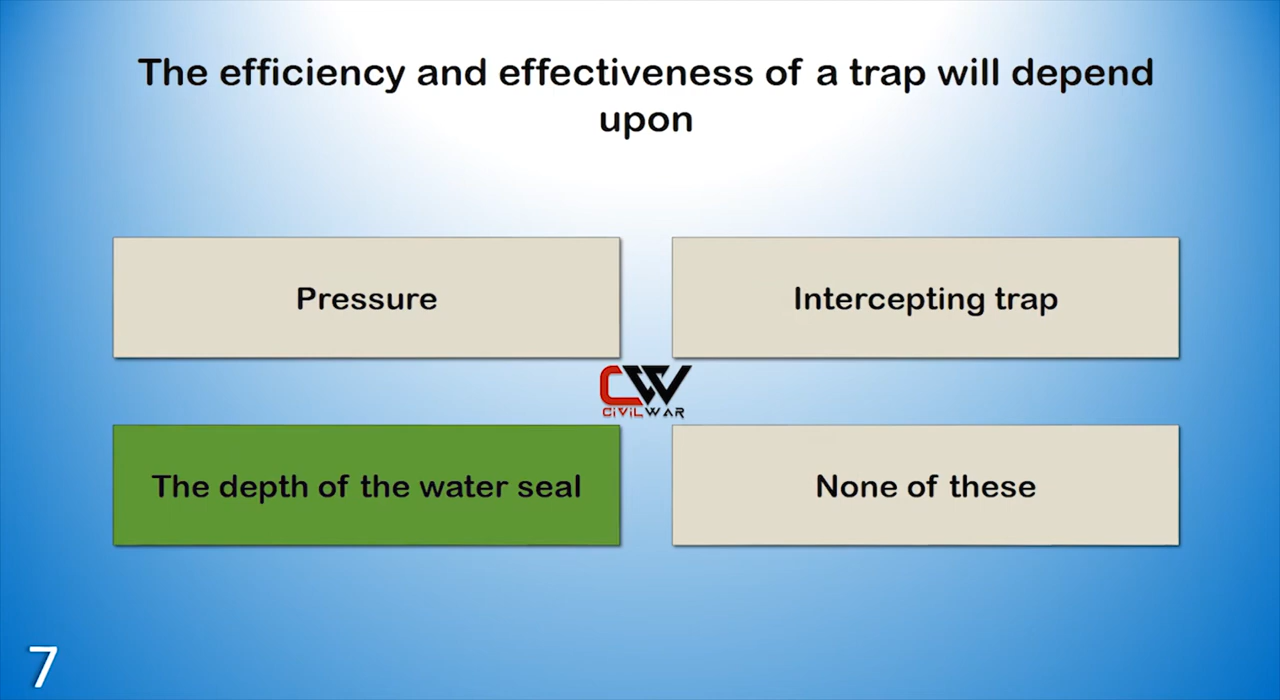 The efficiency and effectiveness of a trap will depend
upon
Pressure
Intercepting trap
CW
CiViLWAR
The depth of the water seal
None of these
7